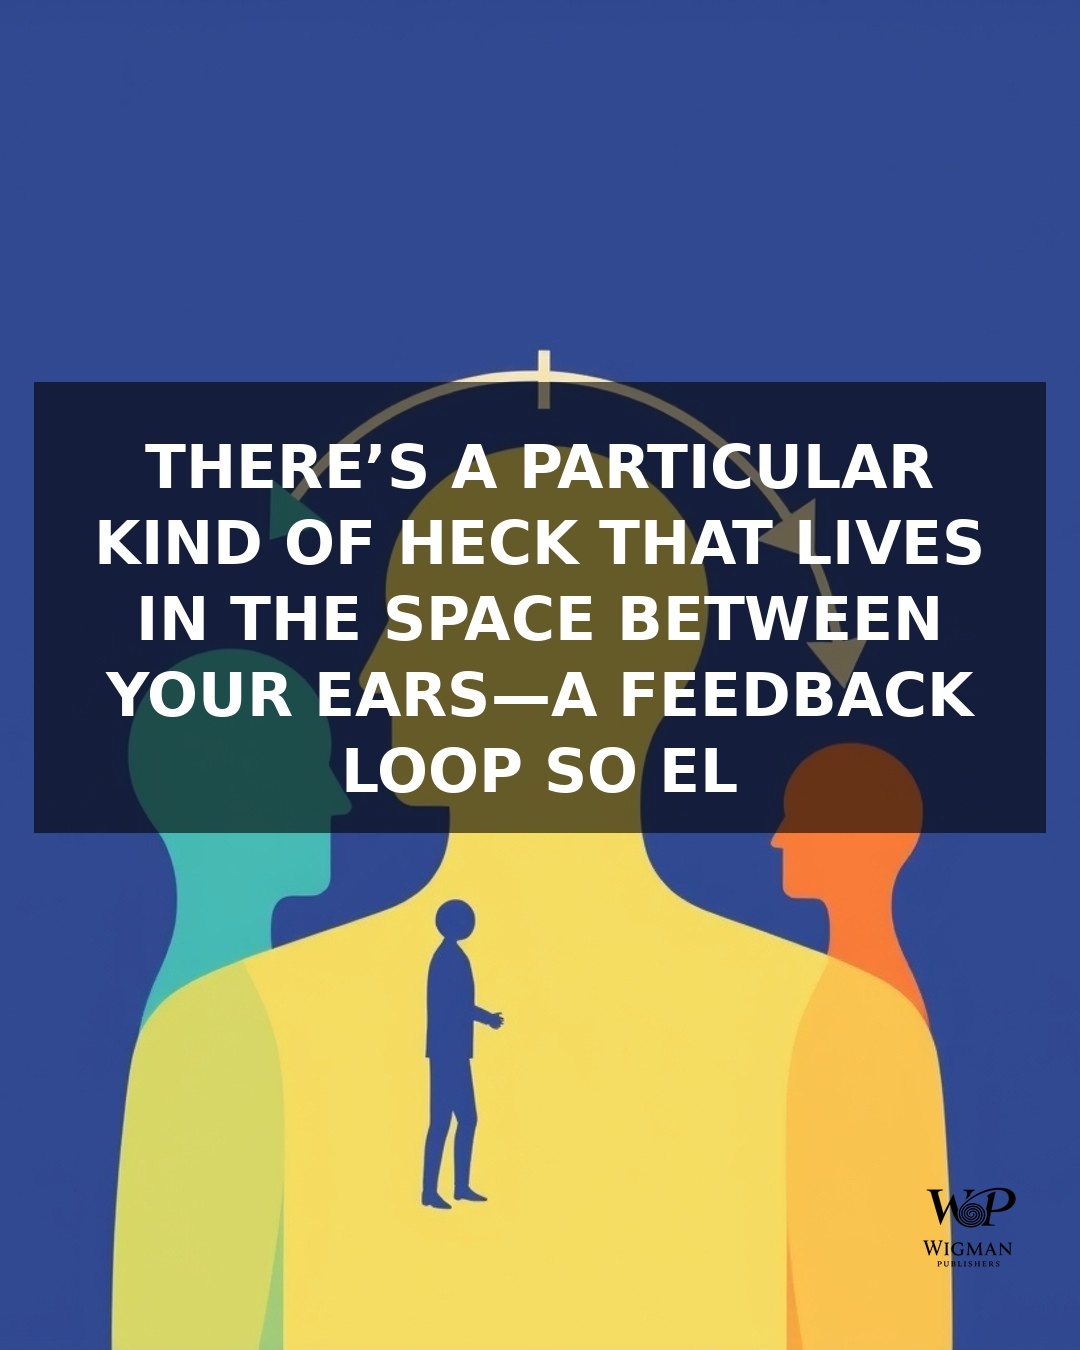 THERE’S A PARTICULAR
KIND OF HECK THAT LIVES
IN THE SPACE BETWEEN
YOUR EARS—A FEEDBACK
LOOP SO EL
WP
WIGMAN
PUBLISHERS